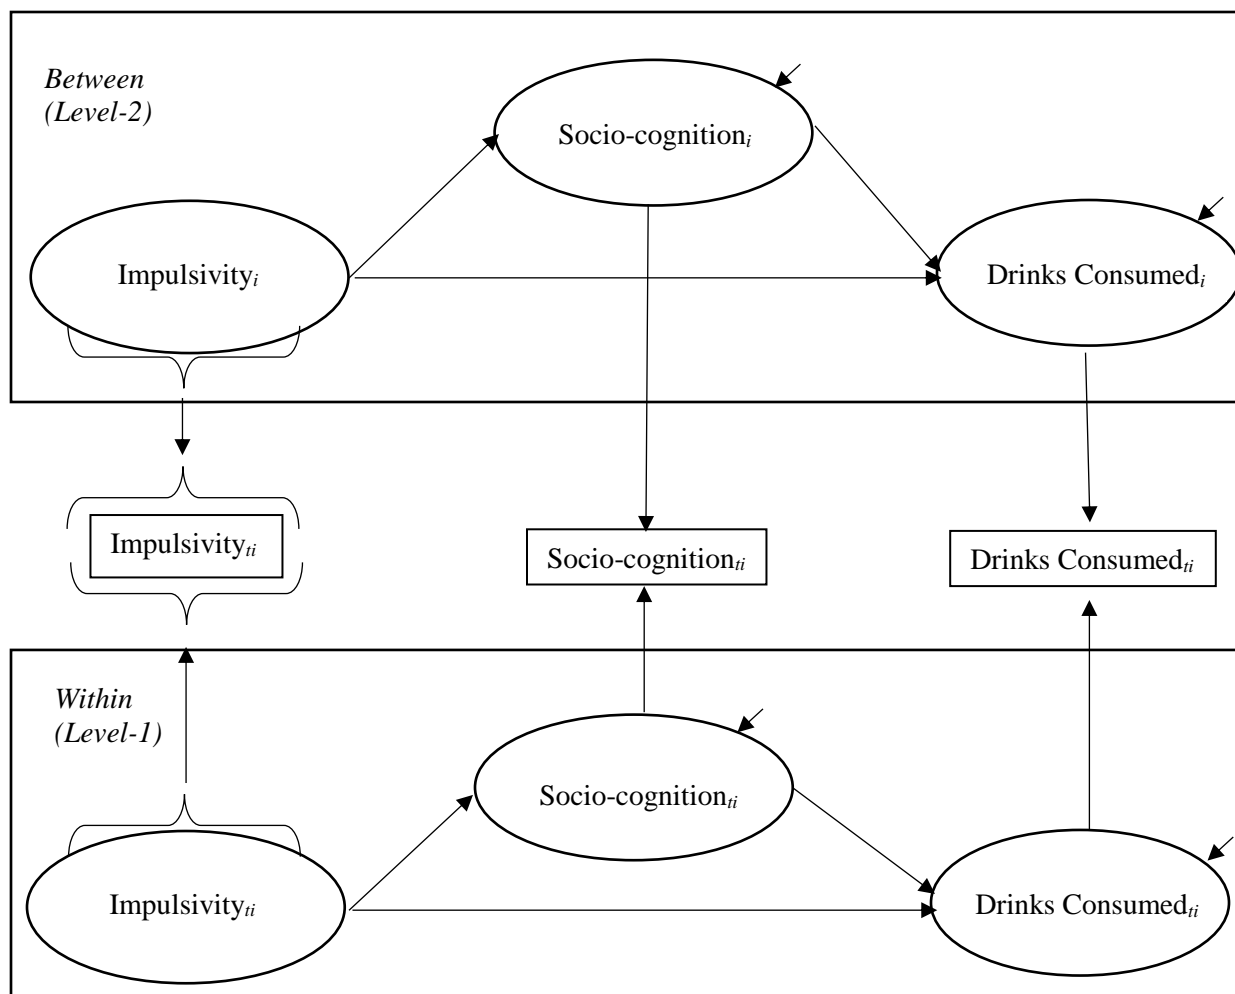 Between
(Level-2)
Socio-cognitioni
Impulsivityi
Drinks Consumedi
Impulsivityti
Socio-cognitionti
Drinks Consumedti
Within
(Level-1)
Socio-cognitionti
Impulsivityti
Drinks Consumedti